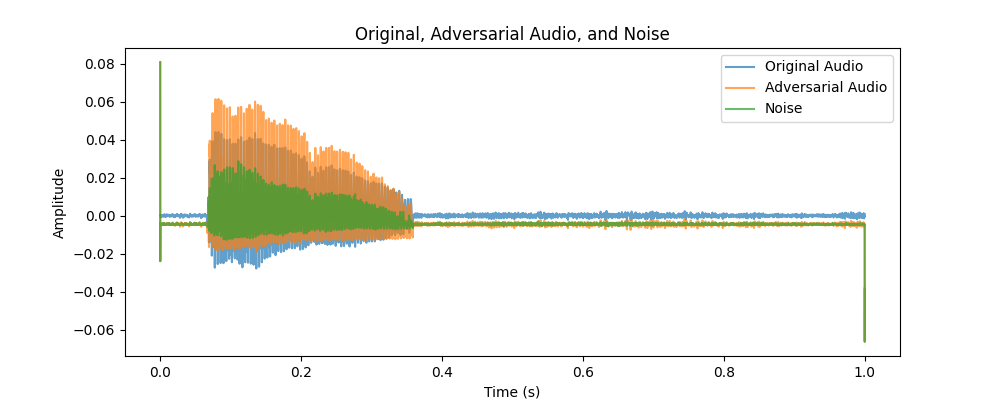 Original, Adversarial Audio, and Noise
Original Audio
Adversarial Audio
Noise
Amplitude
0.08
0.06
0.04
0.02
0.00
−0.02
−0.04
−0.06
0.0 0.2 0.4 0.6 0.8 1.0
Time (s)